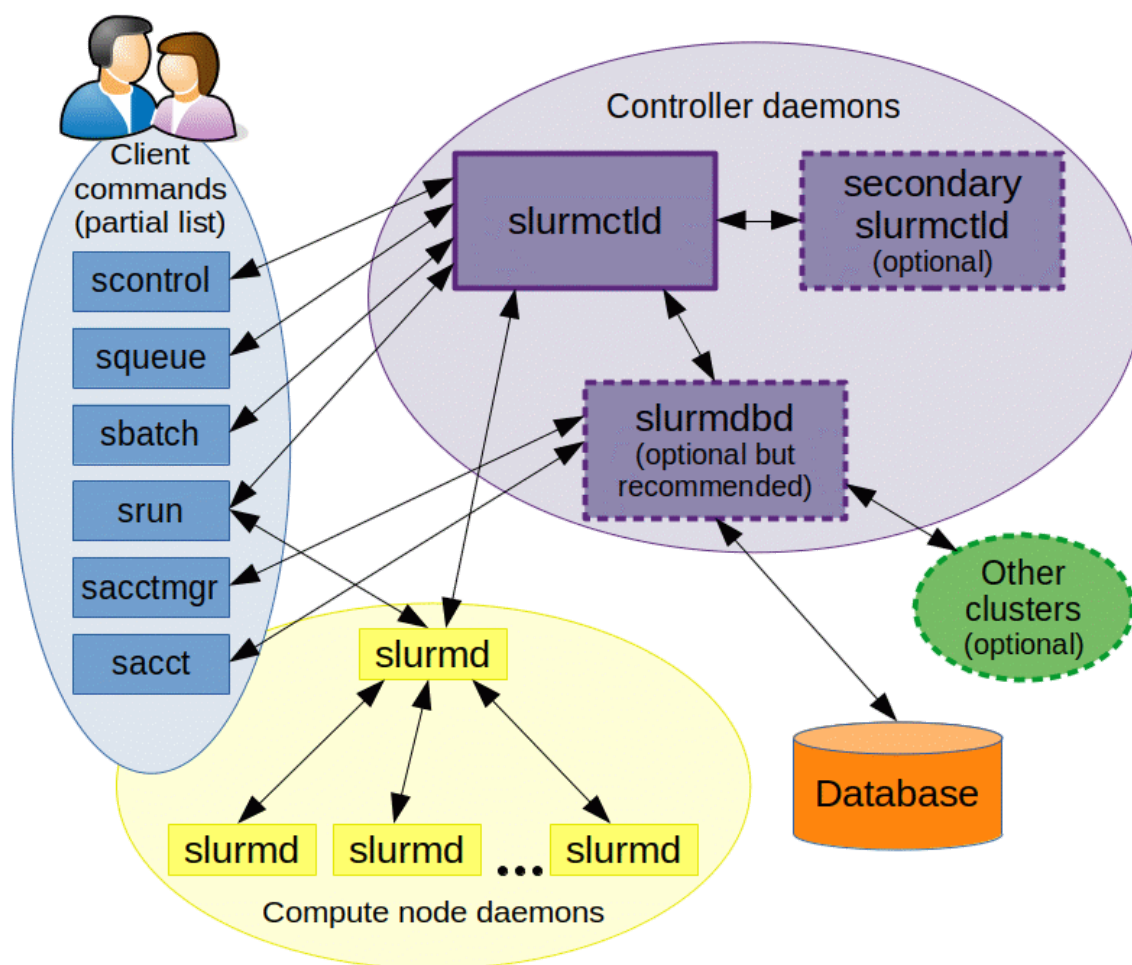 Client
commands
(partial list)
scontrol
squeue
sbatch
srun
sacctmgr
sacct
Controller daemons
slurmctld
secondary
slurmctld
(optional)
slurmdbd
(optional but
recommended)
Other
clusters
(optional)
Database
slurmd
slurmd
slurmd
...
slurmd
Compute node daemons